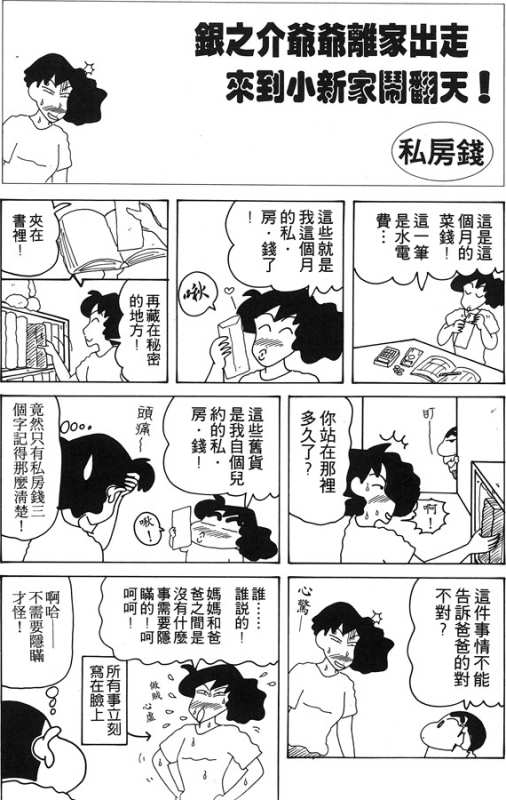 銀之介爺爺離家出走
來到小新家鬧翻天！
私房錢
這是這
個月的
菜錢！
這一筆
是水電
費…
這些就是
我這個月
的私．
房．錢了
！
啾
夾在
書裡！
再藏在秘密
的地方！
盯
啊！
你站在那裡
多久了？
這些舊貨
是我自個兒
約的私．
房．錢！
啾！
頭痛～
竟然只有私房錢三
個字記得那麼清楚！
這件事情不能
告訴爸爸的對
不對？
心驚
誰……
誰說的！
媽媽和爸
爸之間是
沒有什麼
事需要隱
瞞的！呵
呵呵！
做賊
心虛
所有事立刻
寫在臉上
啊哈——
不需要隱瞞
才怪！